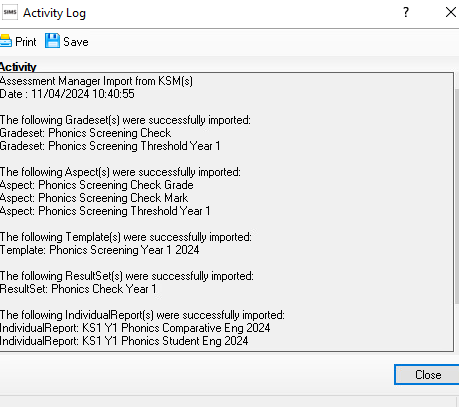 SIMS Activity Log ?
Print Save
Activity
Assessment Manager Import from KSM(s)
Date : 11/04/2024 10:40:55
The following Gradeset(s) were successfully imported:
Gradeset: Phonics Screening Check
Gradeset: Phonics Screening Threshold Year 1
The following Aspect(s) were successfully imported:
Aspect: Phonics Screening Check Grade
Aspect: Phonics Screening Check Mark
Aspect: Phonics Screening Threshold Year 1
The following Template(s) were successfully imported:
Template: Phonics Screening Year 1 2024
The following ResultSet(s) were successfully imported:
ResultSet: Phonics Check Year 1
The following IndividualReport(s) were successfully imported:
IndividualReport: KS1 Y1 Phonics Comparative Eng 2024
IndividualReport: KS1 Y1 Phonics Student Eng 2024
Close